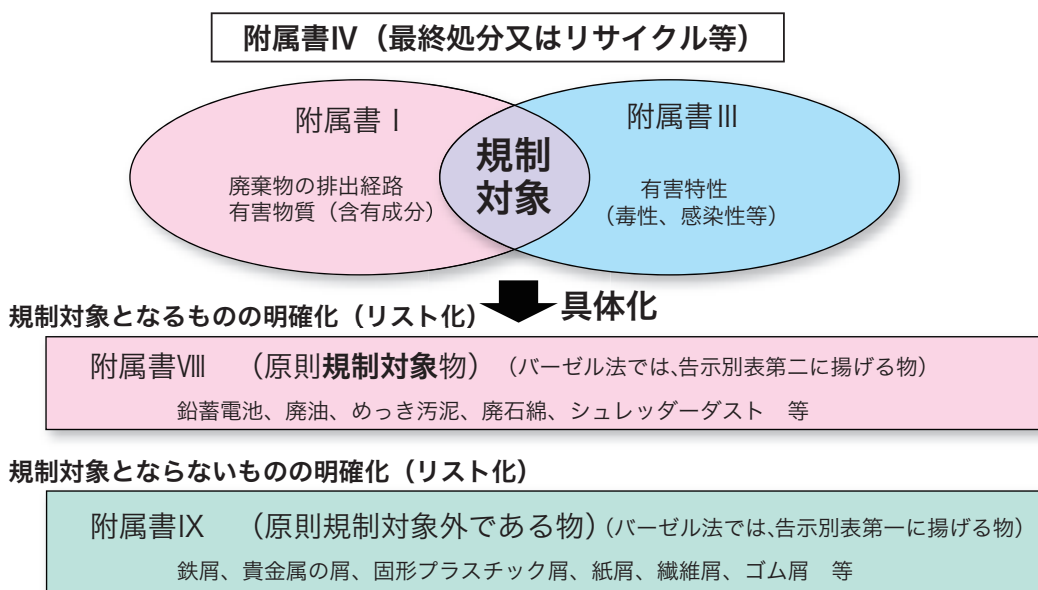 附属書Ⅳ（最終処分又はリサイクル等）
附属書Ⅰ
附属書Ⅲ
規制
対象
廃棄物の排出経路
有害物質（含有成分）
有害特性
（毒性、感染性等）
具体化
規制対象となるものの明確化（リスト化）
附属書Ⅷ　（原則規制対象物）（バーゼル法では、告示別表第二に揚げる物）
鉛蓄電池、廃油、めっき汚泥、廃石綿、シュレッダーダスト　等
規制対象とならないものの明確化（リスト化）
附属書Ⅸ　（原則規制対象外である物）（バーゼル法では、告示別表第一に揚げる物）
鉄屑、貴金属の屑、固形プラスチック屑、紙屑、繊維屑、ゴム屑　等